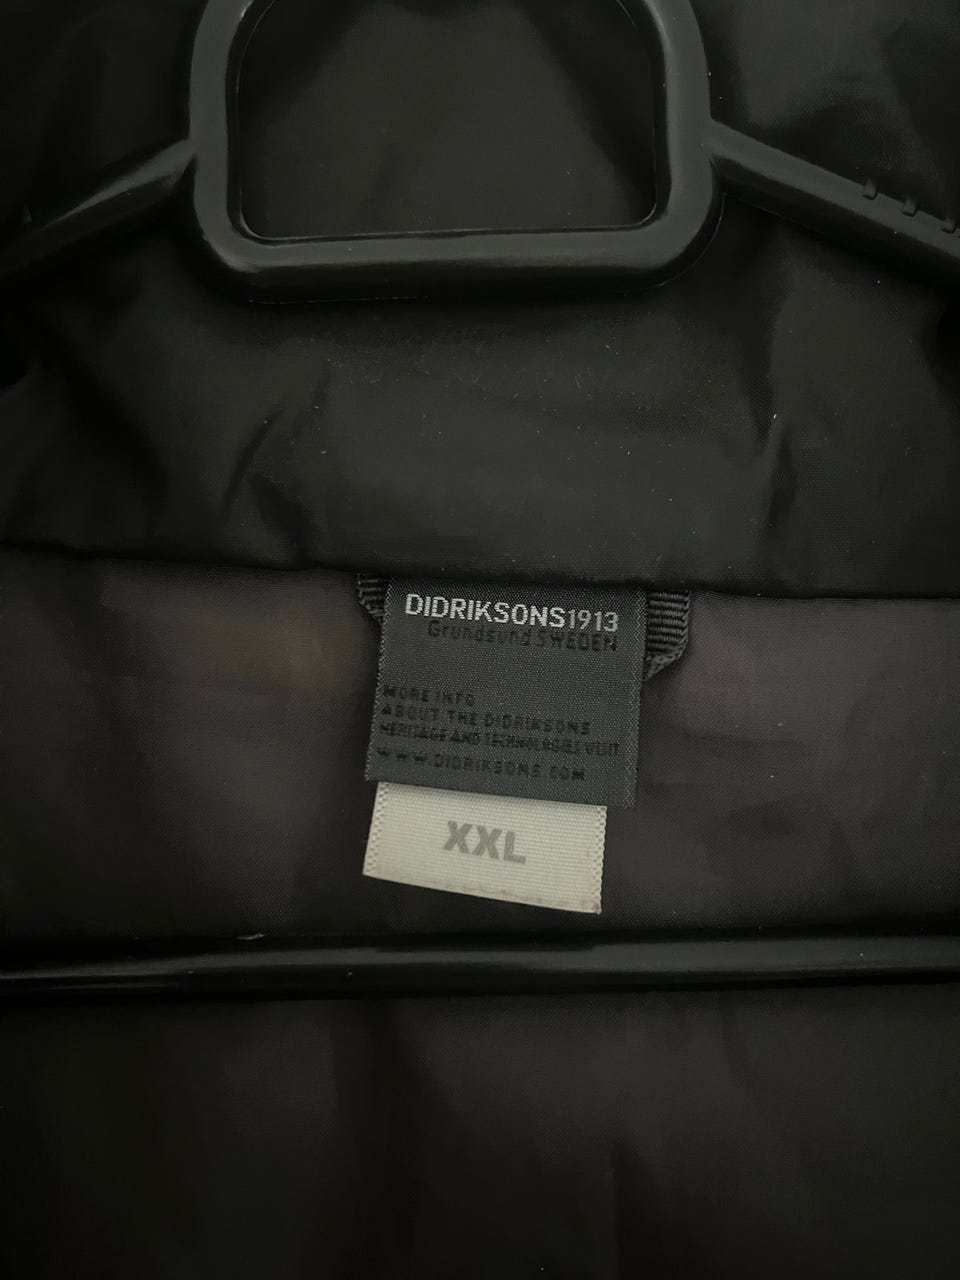 DIDRIKSONS1913
Grundsund SWEDEN
MORE INFO
ABOUT THE DIDRIKSONS
HERITAGE AND TECHNOLOGIES VISIT
WWW.DIDRIKSONS.COM
XXL